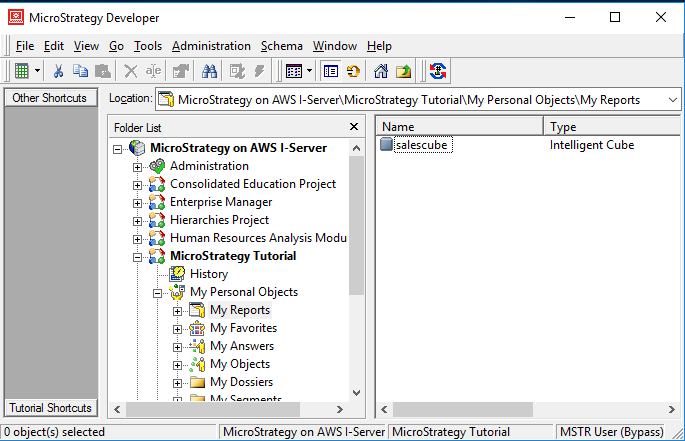 MicroStrategy Developer
File Edit View Go Tools Administration Schema Window Help
Other Shortcuts
Location: MicroStrategy on AWS I-Server\MicroStrategy Tutorial\My Personal Objects\My Reports
Folder List
Name Type
MicroStrategy on AWS I-Server
salescube Intelligent Cube
Administration
Consolidated Education Project
Enterprise Manager
Hierarchies Project
Human Resources Analysis Modu
MicroStrategy Tutorial
History
My Personal Objects
My Reports
My Favorites
My Answers
My Objects
My Dossiers
My Segments
Tutorial Shortcuts
0 object(s) selected MicroStrategy on AWS I-Server MicroStrategy Tutorial MSTR User (Bypass)